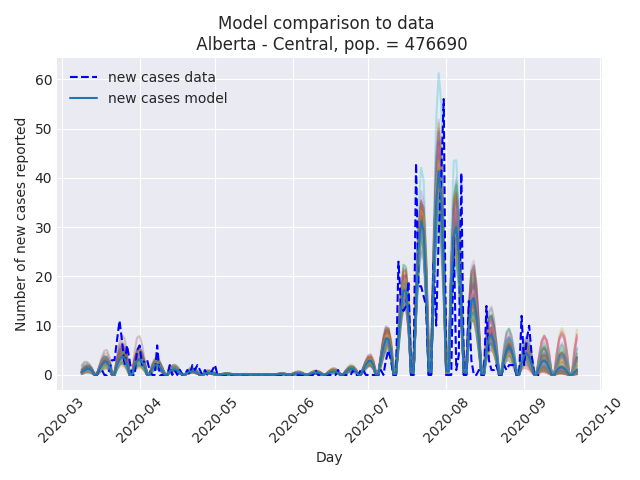 Model comparison to data
Alberta - Central, pop. = 476690
new cases data
new cases model
Number of new cases reported
60
50
40
30
20
10
0
2020-03
2020-04
2020-05
2020-06
2020-07
2020-08
2020-09
2020-10
Day